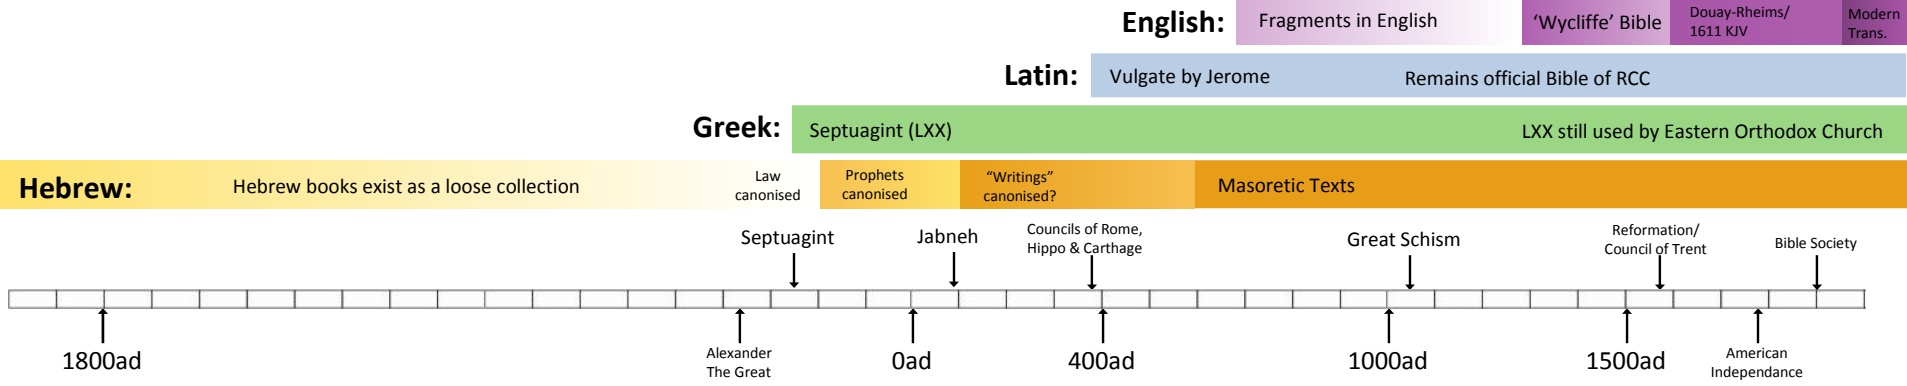 English:
Fragments in English
'Wycliffe' Bible
Douay-Rheims/
1611 KJV
Modern
Trans.
Latin:
Vulgate by Jerome
Remains official Bible of RCC
Greek:
Septuagint (LXX)
LXX still used by Eastern Orthodox Church
Hebrew:
Hebrew books exist as a loose collection
Law
canonised
Prophets
canonised
“Writings”
canonised?
Masoretic Texts
Septuagint
Jabneh
Councils of Rome,
Hippo & Carthage
Great Schism
Reformation/
Council of Trent
Bible Society
1800ad
Alexander
The Great
0ad
400ad
1000ad
1500ad
American
Independance